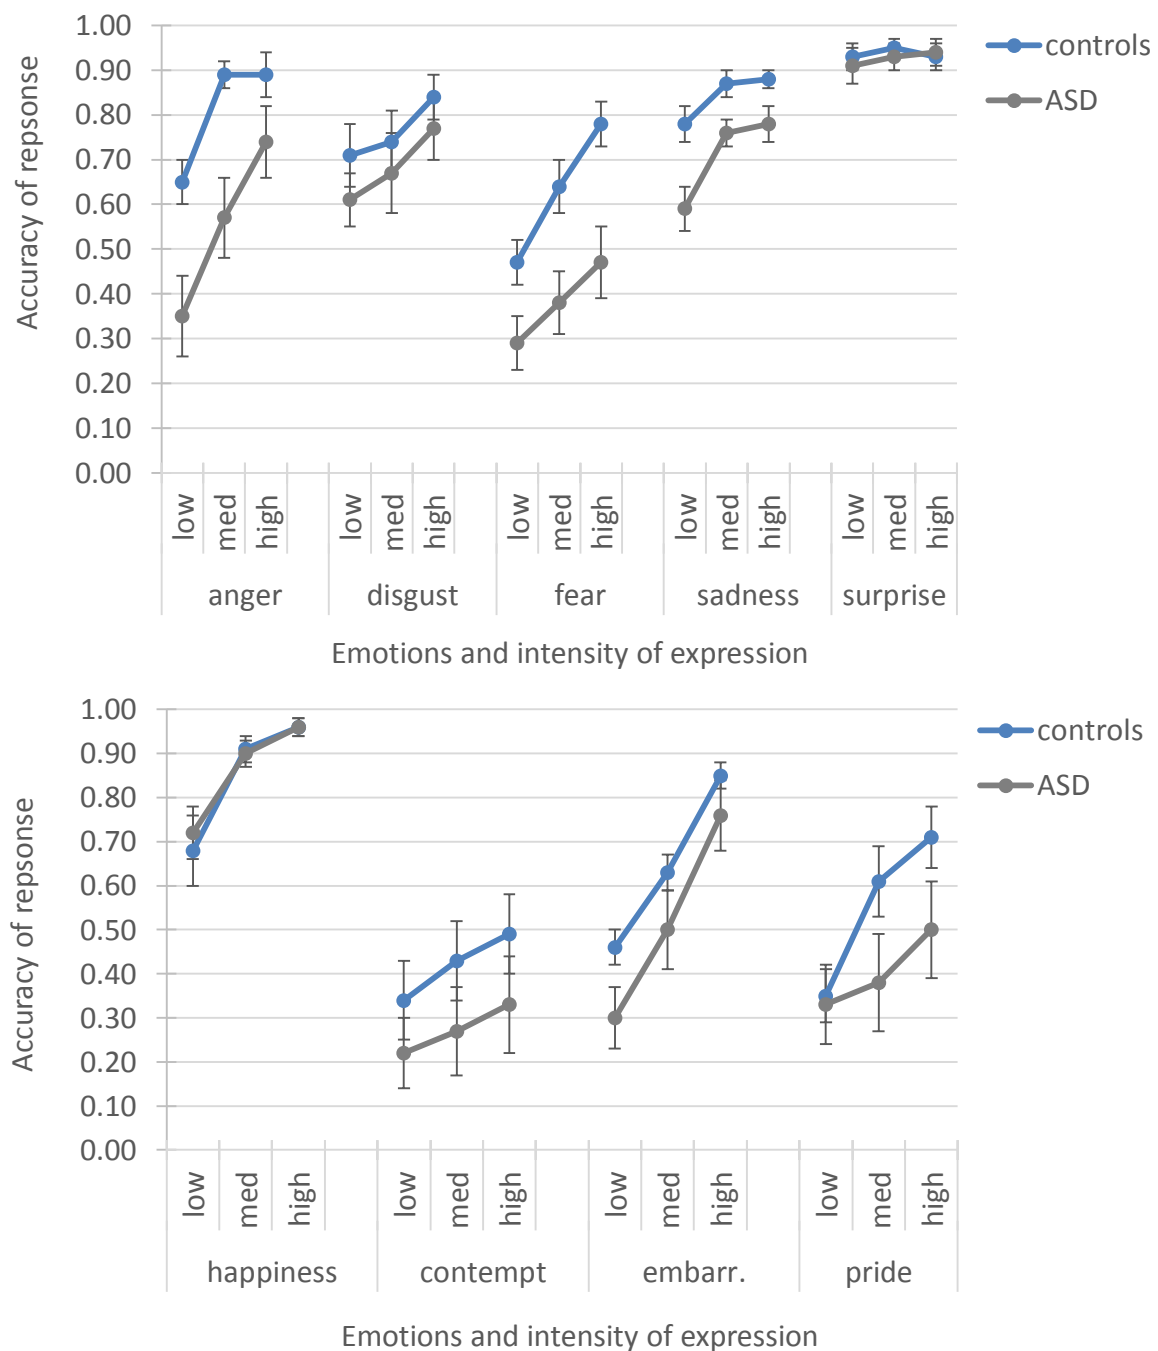 1.00
0.90
0.80
0.70
0.60
0.50
0.40
0.30
0.20
0.10
0.00
Accuracy of repsonse
controls
ASD
low med high low med high low med high low med high low med high
anger disgust fear sadness surprise
Emotions and intensity of expression
1.00
0.90
0.80
0.70
0.60
0.50
0.40
0.30
0.20
0.10
0.00
Accuracy of repsonse
controls
ASD
low med high low med high low med high low med high
happiness contempt embarr. pride
Emotions and intensity of expression